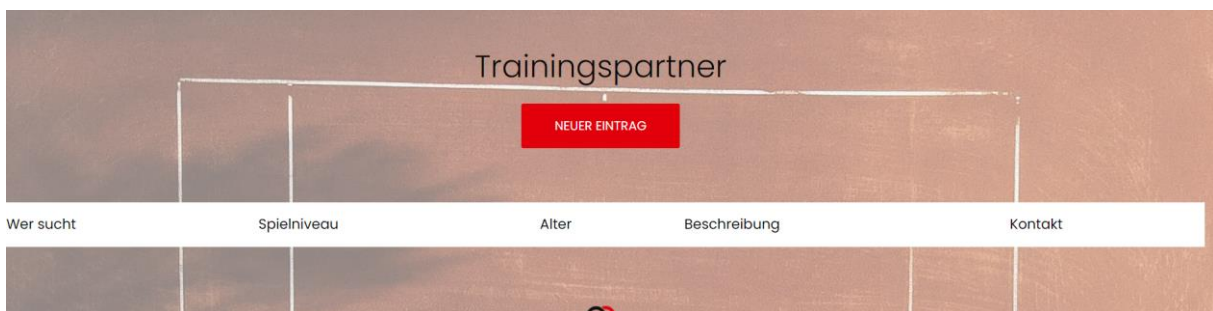 Trainingspartner
NEUER EINTRAG
Wer sucht Spielniveau Alter Beschreibung Kontakt